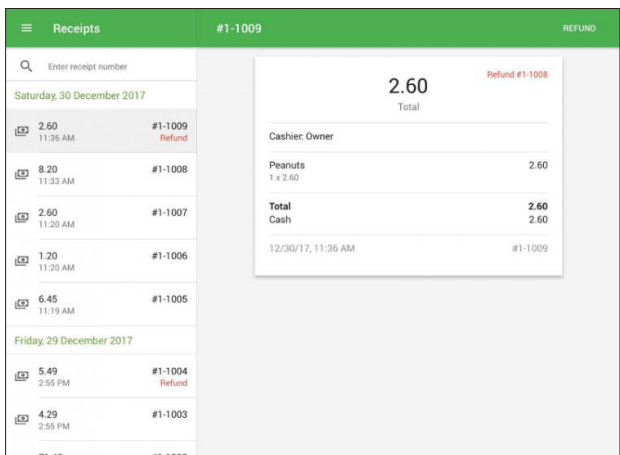 Receipts
#1-1009
REFUND
Enter receipt number
Saturday, 30 December 2017
2.60 #1-1009
11:36 AM Refund
8.20 #1-1008
11:33 AM
2.60 #1-1007
11:20 AM
1.20 #1-1006
11:20 AM
6.45 #1-1005
11:19 AM
Friday, 29 December 2017
5.49 #1-1004
2:55 PM Refund
4.29 #1-1003
2:55 PM
Refund #1-1008
2.60
Total
Cashier: Owner
Peanuts 2.60
1 x 2.60
Total 2.60
Cash 2.60
12/30/17, 11:36 AM #1-1009